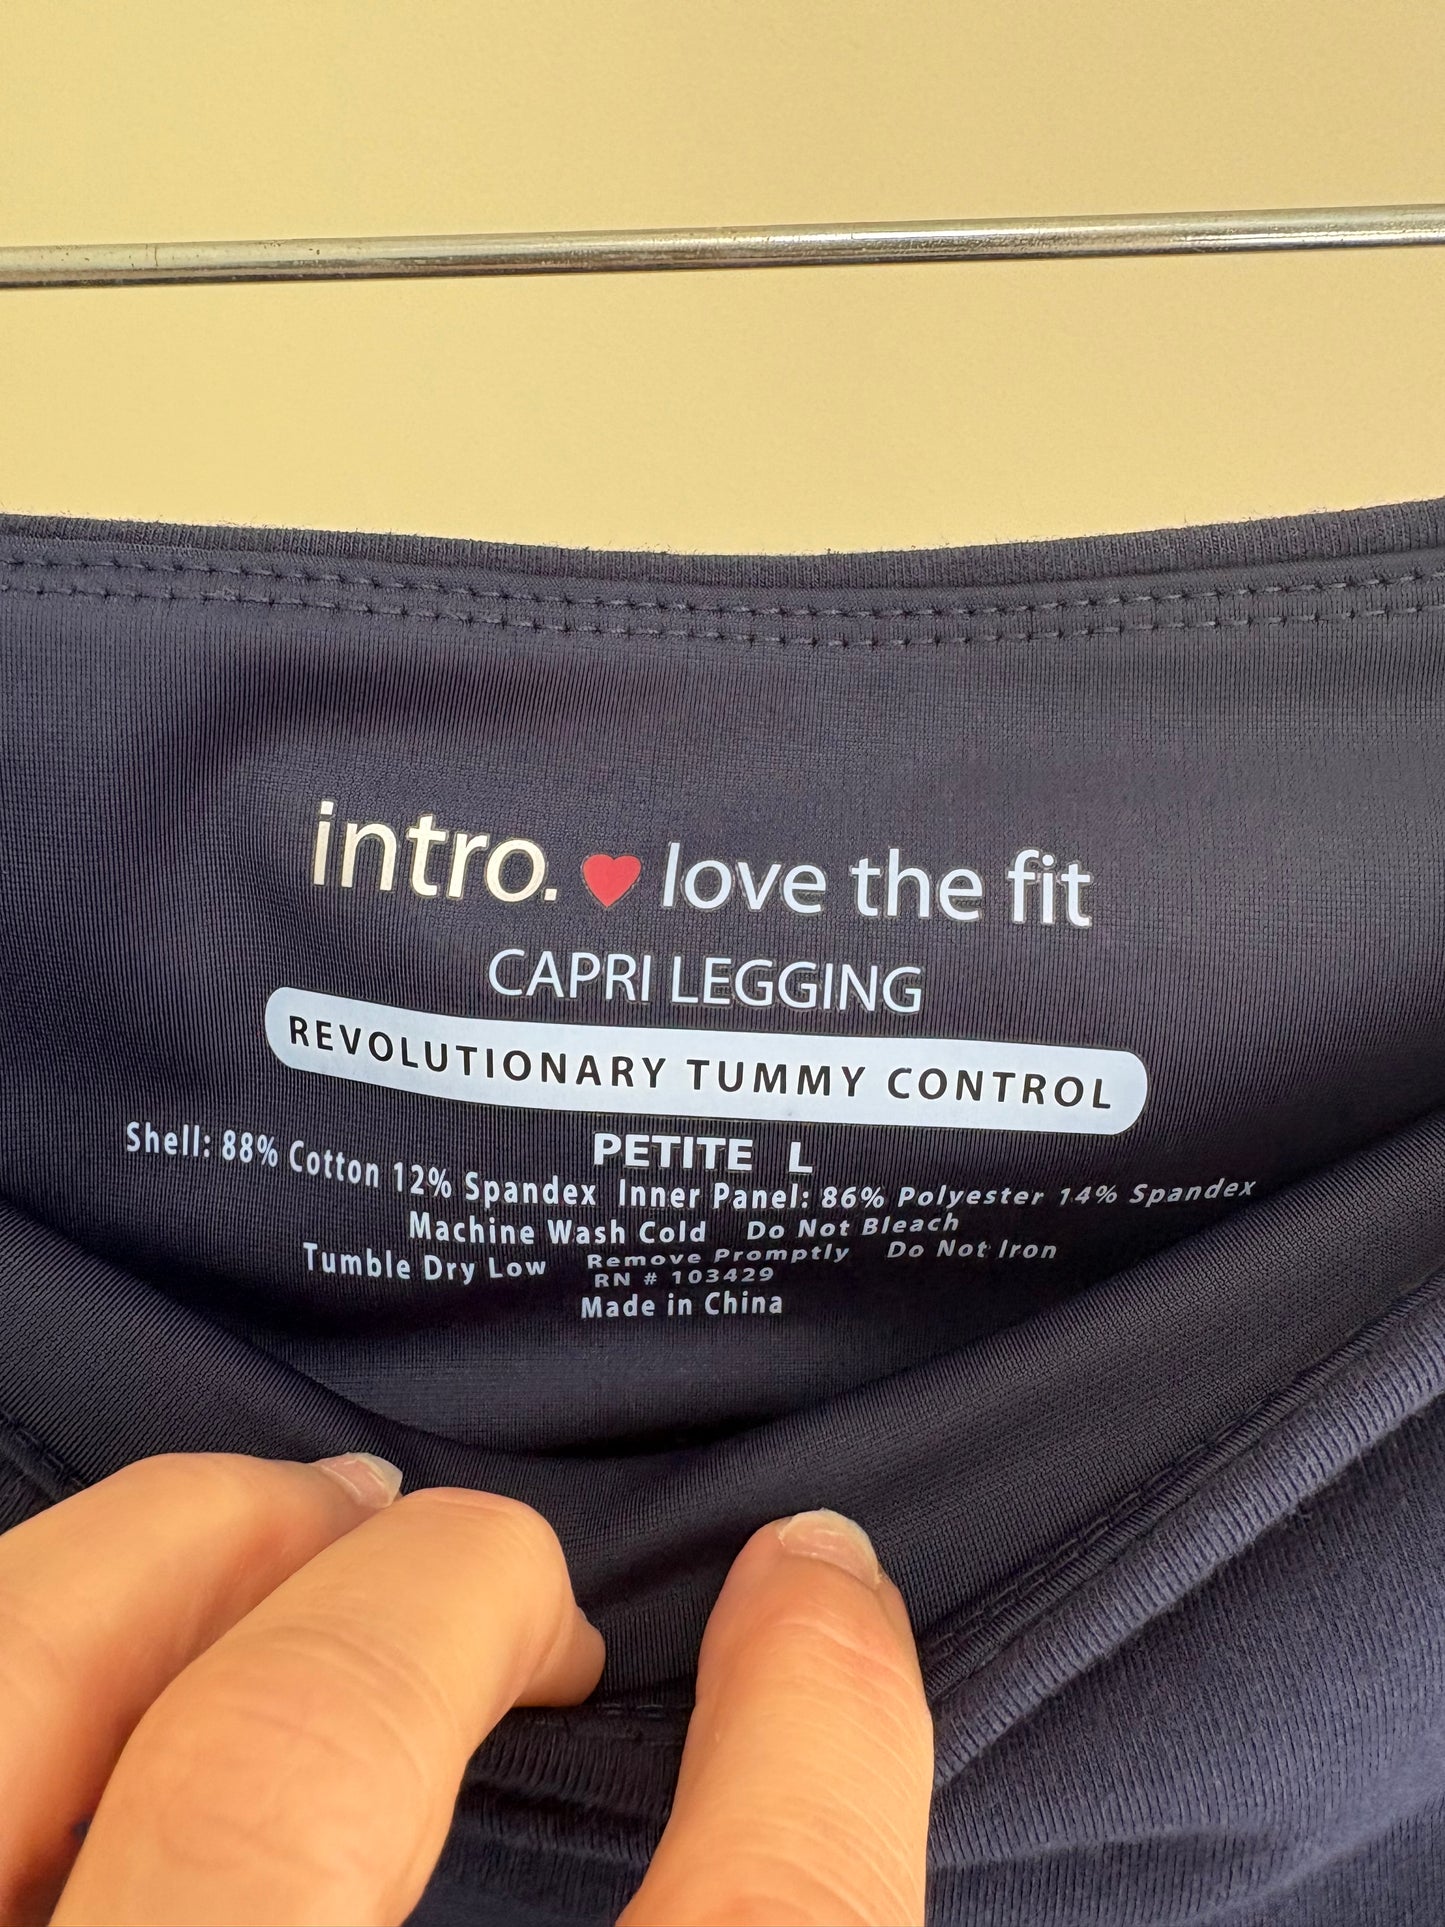 intro. ❤ love the fit
CAPRI LEGGING
REVOLUTIONARY TUMMY CONTROL
PETITE L
Shell: 88% Cotton 12% Spandex Inner Panel: 86% Polyester 14% Spandex
Machine Wash Cold Do Not Bleach
Tumble Dry Low Remove Promptly Do Not Iron
RN # 103429
Made in China